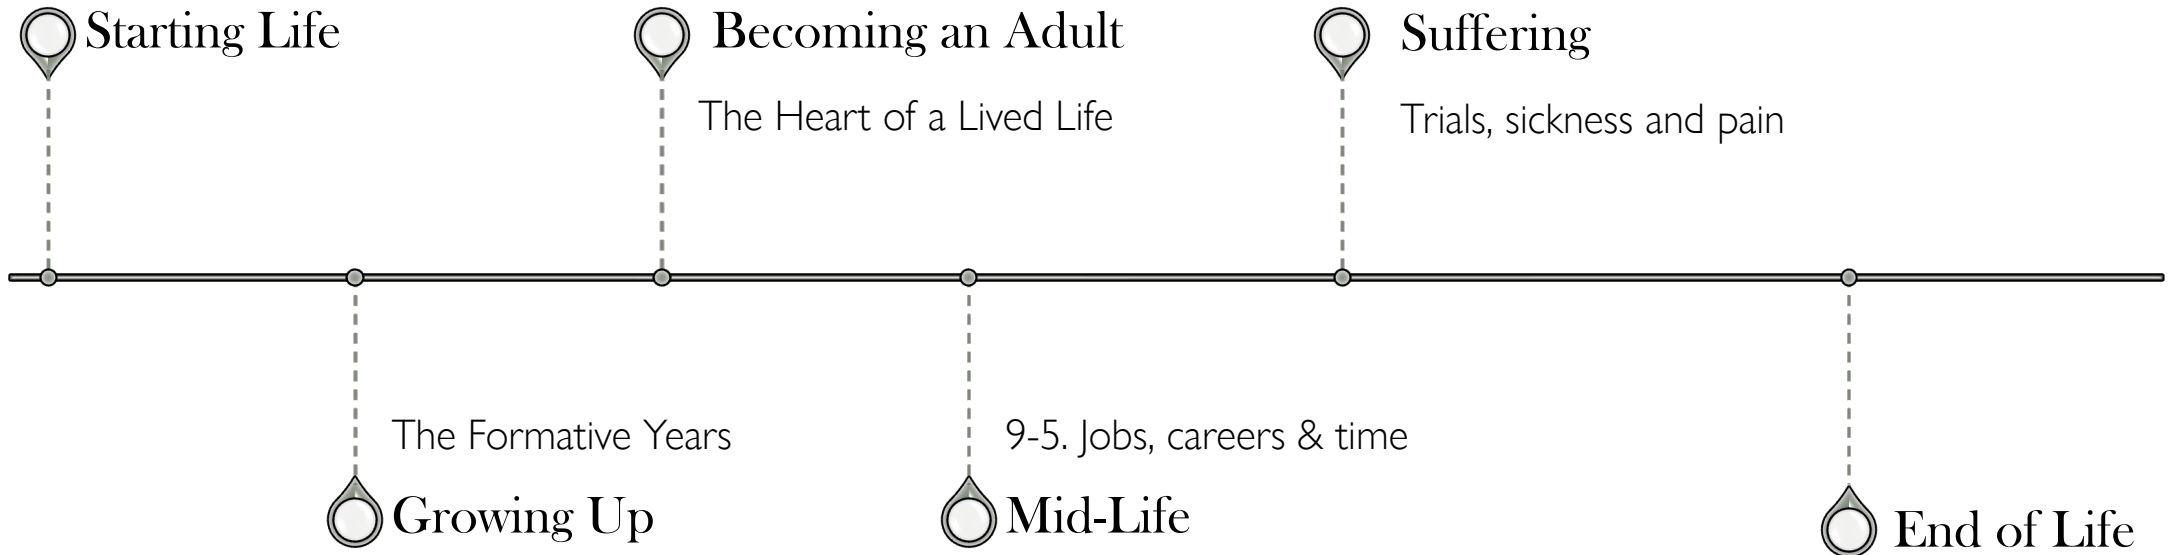 Starting Life
Becoming an Adult
Suffering
The Heart of a Lived Life
Trials, sickness and pain
The Formative Years
9-5. Jobs, careers & time
Growing Up
Mid-Life
End of Life